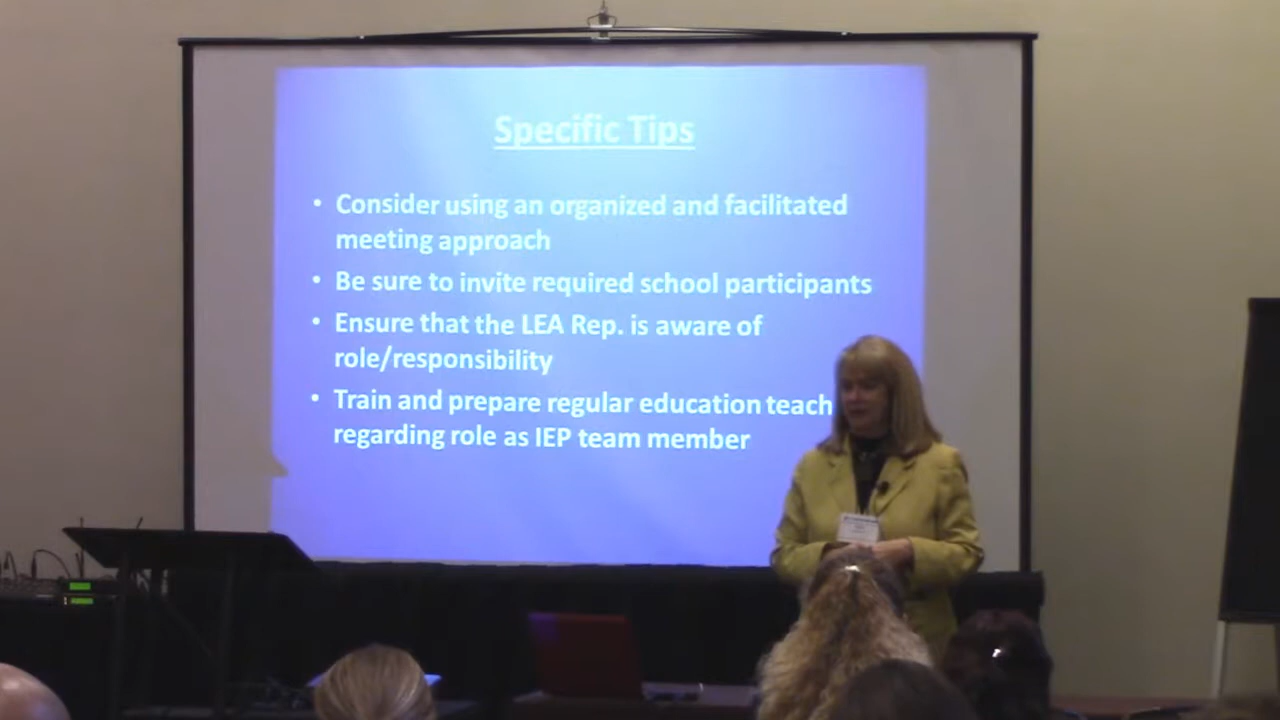 Specific Tips
• Consider using an organized and facilitated
meeting approach
• Be sure to invite required school participants
• Ensure that the LEA Rep. is aware of
role/responsibility
• Train and prepare regular education teach
regarding role as IEP team member